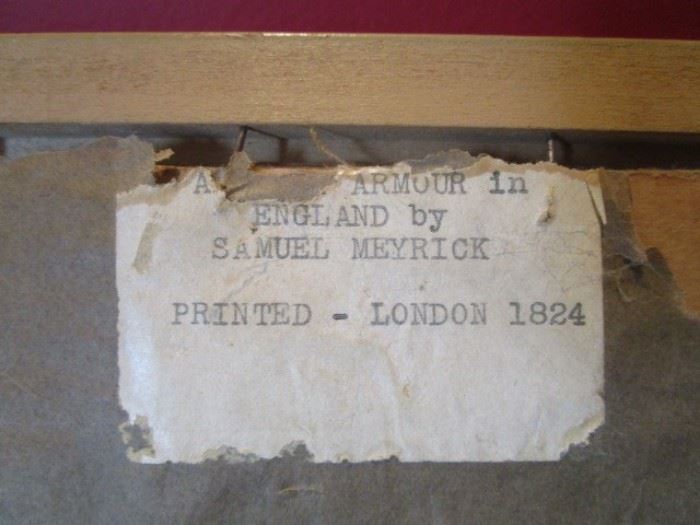 A ARMOUR in
ENGLAND by
SAMUEL MEYRICK
PRINTED - LONDON 1824